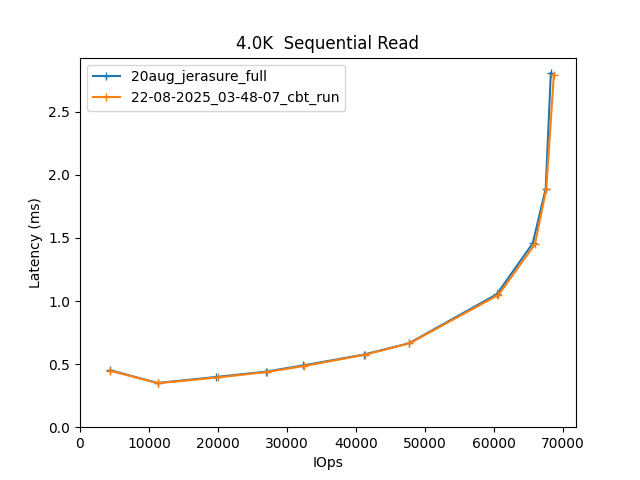 4.0K  Sequential Read
20aug_jerasure_full
22-08-2025_03-48-07_cbt_run
Latency (ms)
2.5
2.0
1.5
1.0
0.5
0.0
0 10000 20000 30000 40000 50000 60000 70000
IOps